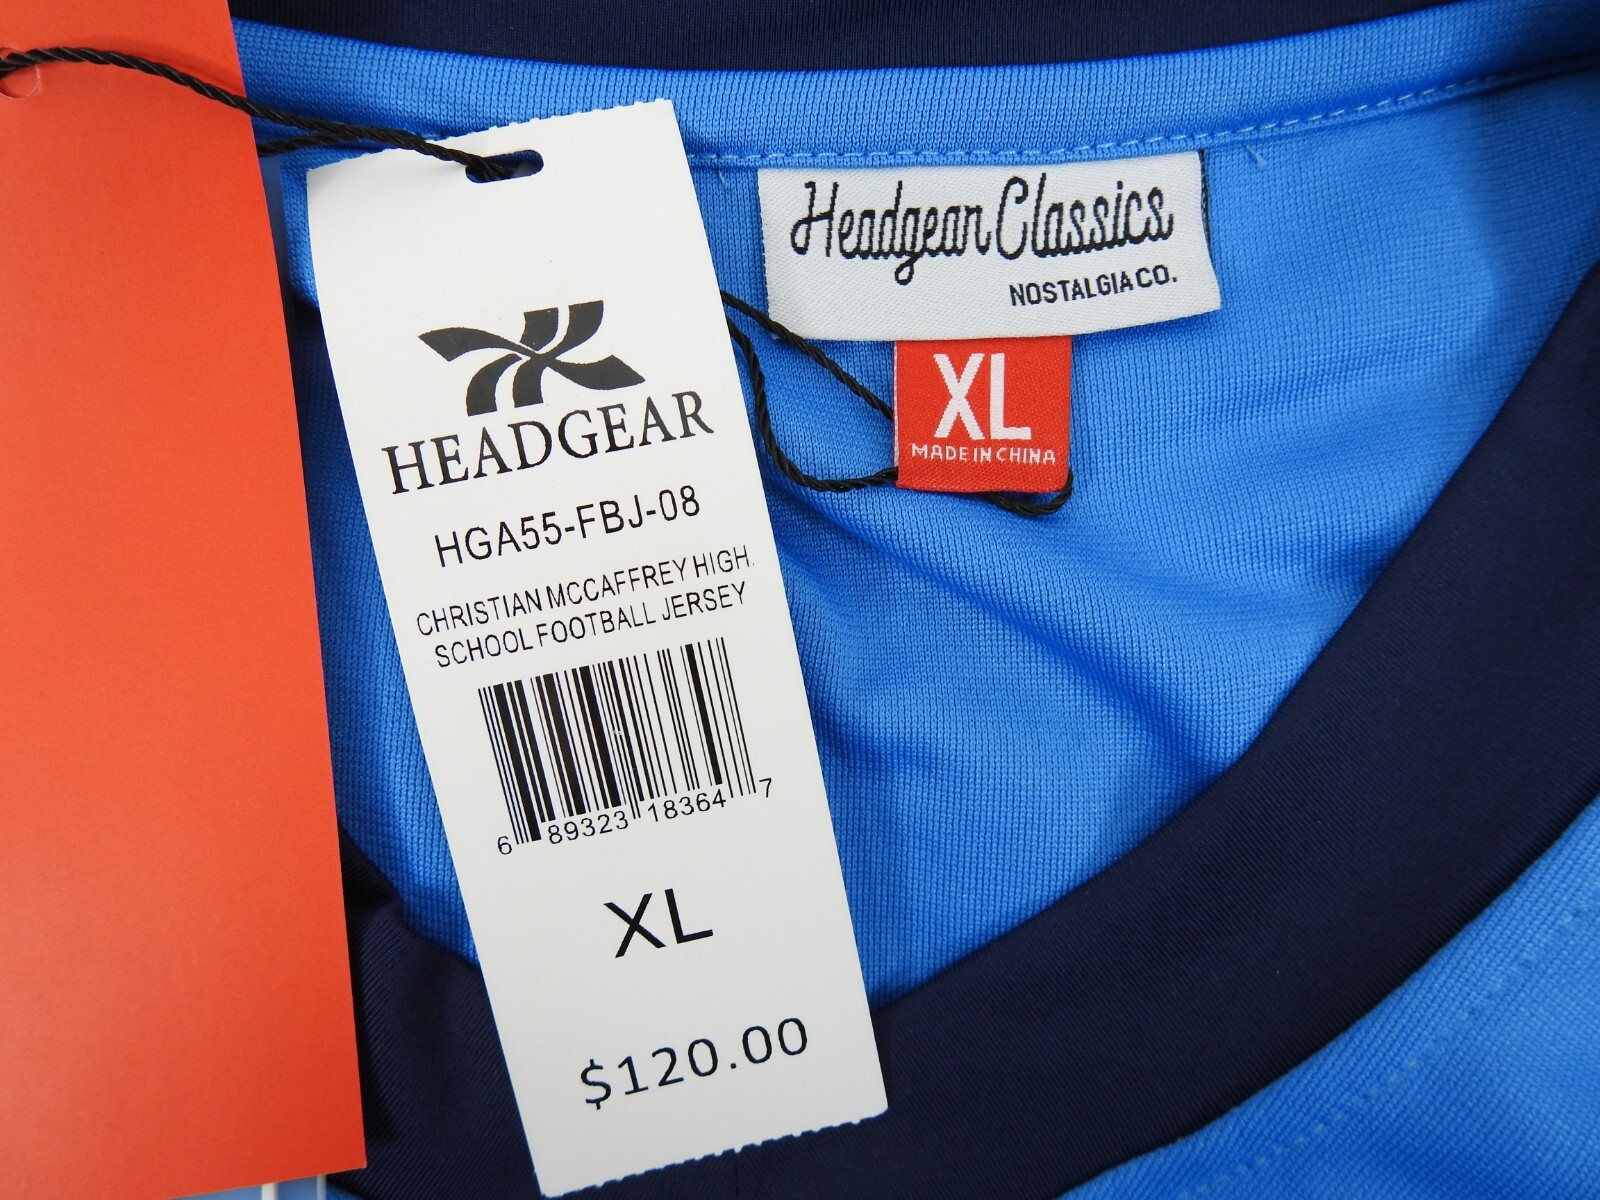 HEADGEAR
HGA55-FBJ-08
CHRISTIAN MCCAFFREY HIGH
SCHOOL FOOTBALL JERSEY
6 89323 18364 7
XL
$120.00
Headgear Classics
NOSTALGIA CO.
XL
MADE IN CHINA